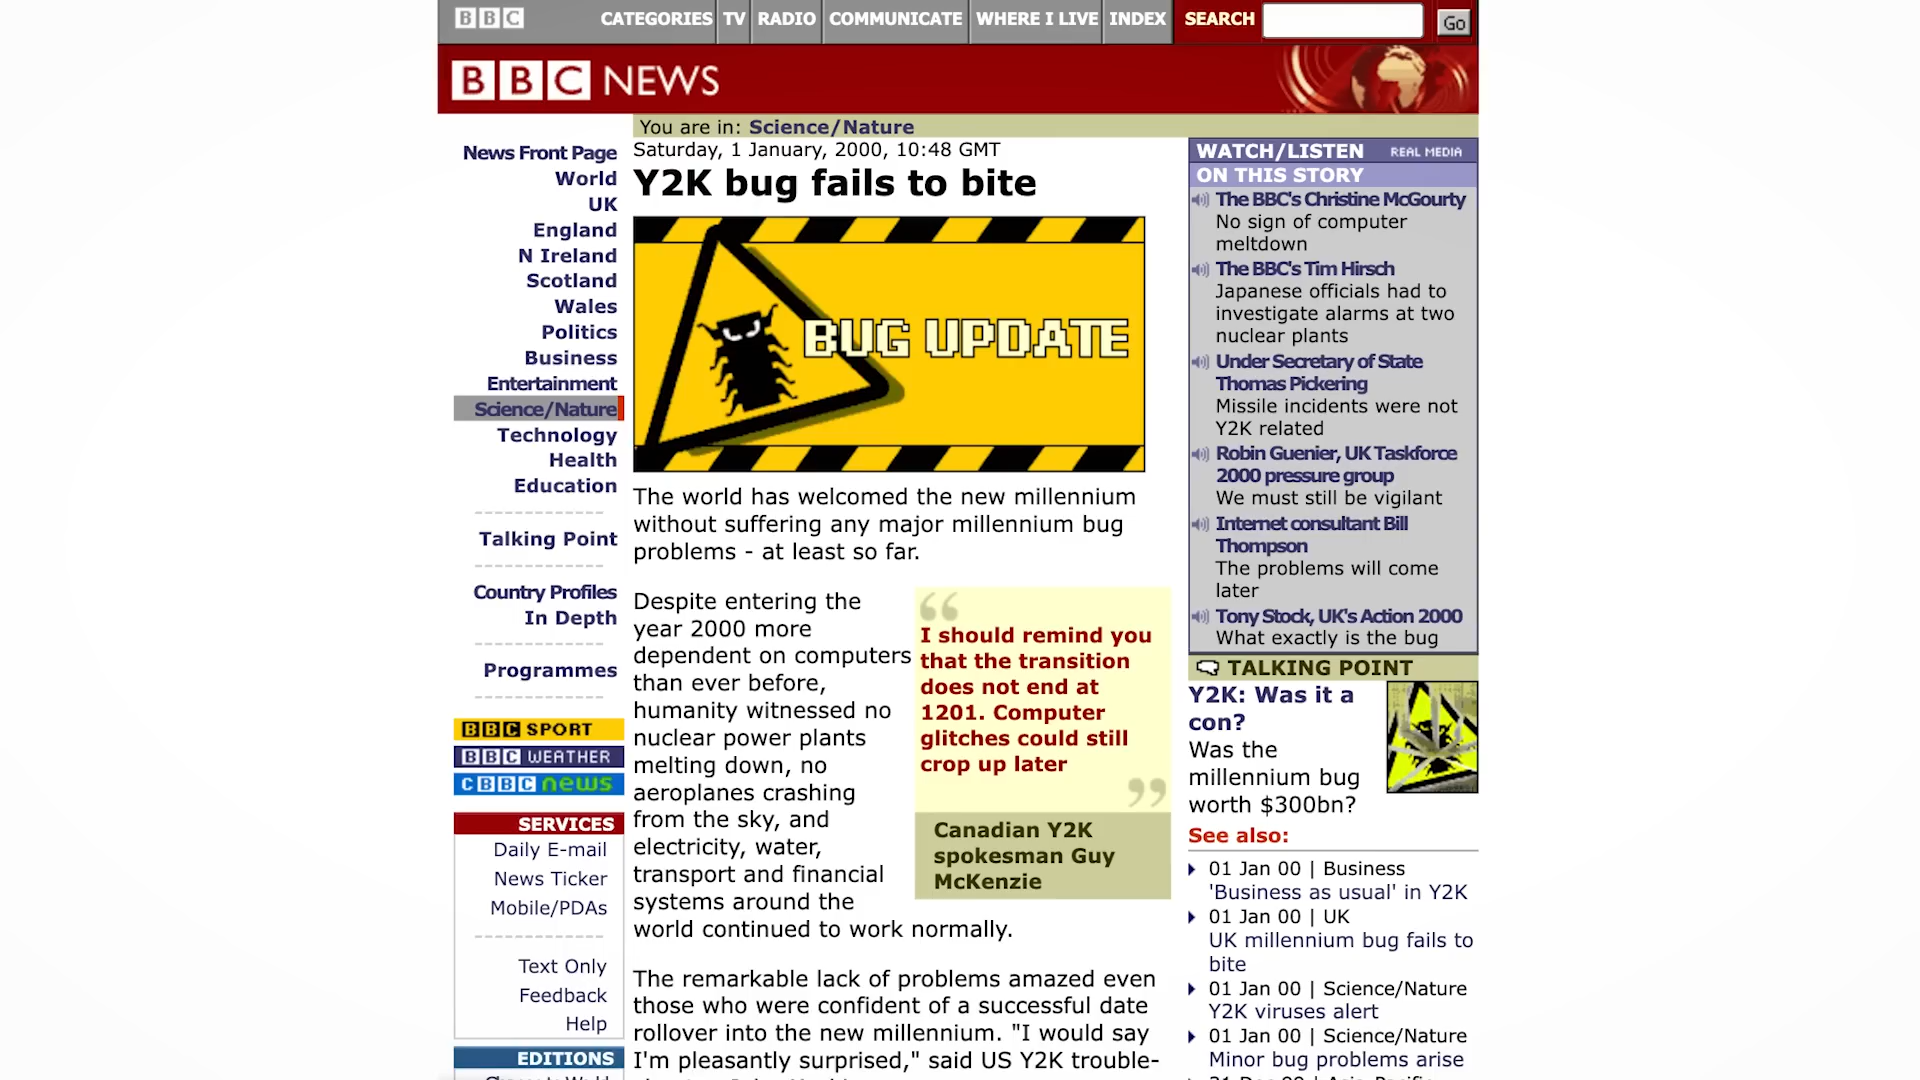 BBC
CATEGORIES TV RADIO COMMUNICATE WHERE I LIVE INDEX SEARCH Go
BBC NEWS
You are in: Science/Nature
News Front Page
World
UK
England
N Ireland
Scotland
Wales
Politics
Business
Entertainment
Science/Nature
Technology
Health
Education
Talking Point
Country Profiles
In Depth
Programmes
BBC SPORT
BBC WEATHER
CBBC news
SERVICES
Daily E-mail
News Ticker
Mobile/PDAs
Text Only
Feedback
Help
EDITIONS
Saturday, 1 January, 2000, 10:48 GMT
Y2K bug fails to bite
BUG UPDATE
The world has welcomed the new millennium
without suffering any major millennium bug
problems - at least so far.
Despite entering the
year 2000 more
dependent on computers
than ever before,
humanity witnessed no
nuclear power plants
melting down, no
aeroplanes crashing
from the sky, and
electricity, water,
transport and financial
systems around the
world continued to work normally.
“
I should remind you
that the transition
does not end at
1201. Computer
glitches could still
crop up later
”
Canadian Y2K
spokesman Guy
McKenzie
The remarkable lack of problems amazed even
those who were confident of a successful date
rollover into the new millennium. "I would say
I'm pleasantly surprised," said US Y2K trouble-
WATCH/LISTEN REAL MEDIA
ON THIS STORY
The BBC's Christine McGourty
No sign of computer
meltdown
The BBC's Tim Hirsch
Japanese officials had to
investigate alarms at two
nuclear plants
Under Secretary of State
Thomas Pickering
Missile incidents were not
Y2K related
Robin Guenier, UK Taskforce
2000 pressure group
We must still be vigilant
Internet consultant Bill
Thompson
The problems will come
later
Tony Stock, UK's Action 2000
What exactly is the bug
TALKING POINT
Y2K: Was it a
con?
Was the
millennium bug
worth $300bn?
See also:
01 Jan 00 | Business
'Business as usual' in Y2K
01 Jan 00 | UK
UK millennium bug fails to
bite
01 Jan 00 | Science/Nature
Y2K viruses alert
01 Jan 00 | Science/Nature
Minor bug problems arise